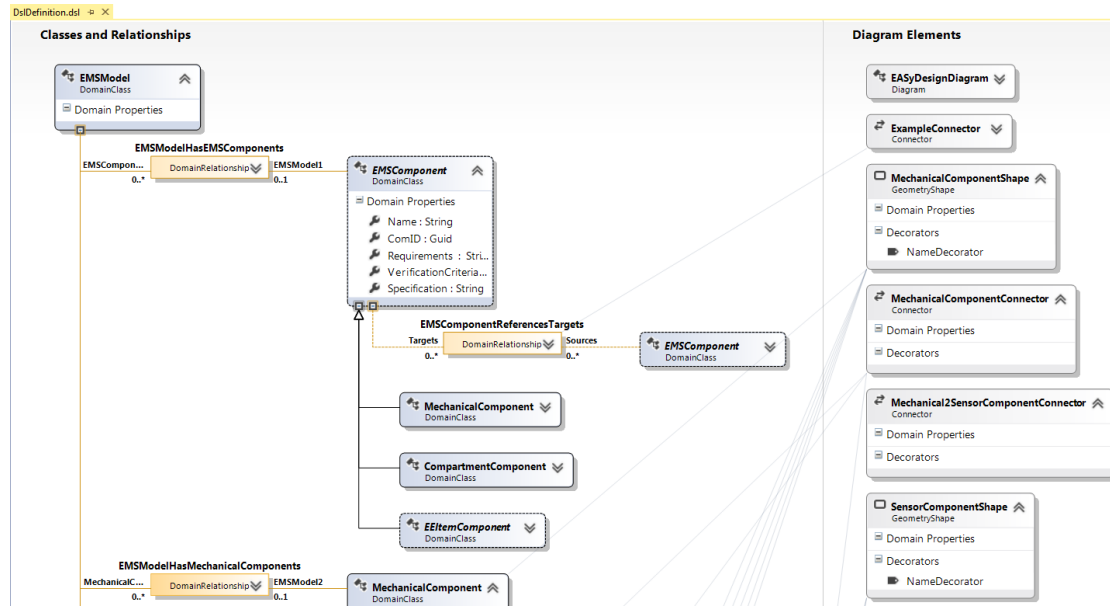 DslDefinition.dsl
Classes and Relationships
EMSModel
DomainClass
Domain Properties
EMSModelHasEMSComponents
EMSCompon...
DomainRelationship
EMSModel1
0..*
0..1
EMSComponent
DomainClass
Domain Properties
Name : String
ComID : Guid
Requirements : Stri...
VerificationCriteria...
Specification : String
EMSComponentReferencesTargets
Targets
DomainRelationship
Sources
0..*
0..*
EMSComponent
DomainClass
MechanicalComponent
DomainClass
CompartmentComponent
DomainClass
EEItemComponent
DomainClass
EMSModelHasMechanicalComponents
MechanicalC...
DomainRelationship
EMSModel2
0..*
0..1
MechanicalComponent
DomainClass
Diagram Elements
EASyDesignDiagram
Diagram
ExampleConnector
Connector
MechanicalComponentShape
GeometryShape
Domain Properties
Decorators
NameDecorator
MechanicalComponentConnector
Connector
Domain Properties
Decorators
Mechanical2SensorComponentConnector
Connector
Domain Properties
Decorators
SensorComponentShape
GeometryShape
Domain Properties
Decorators
NameDecorator